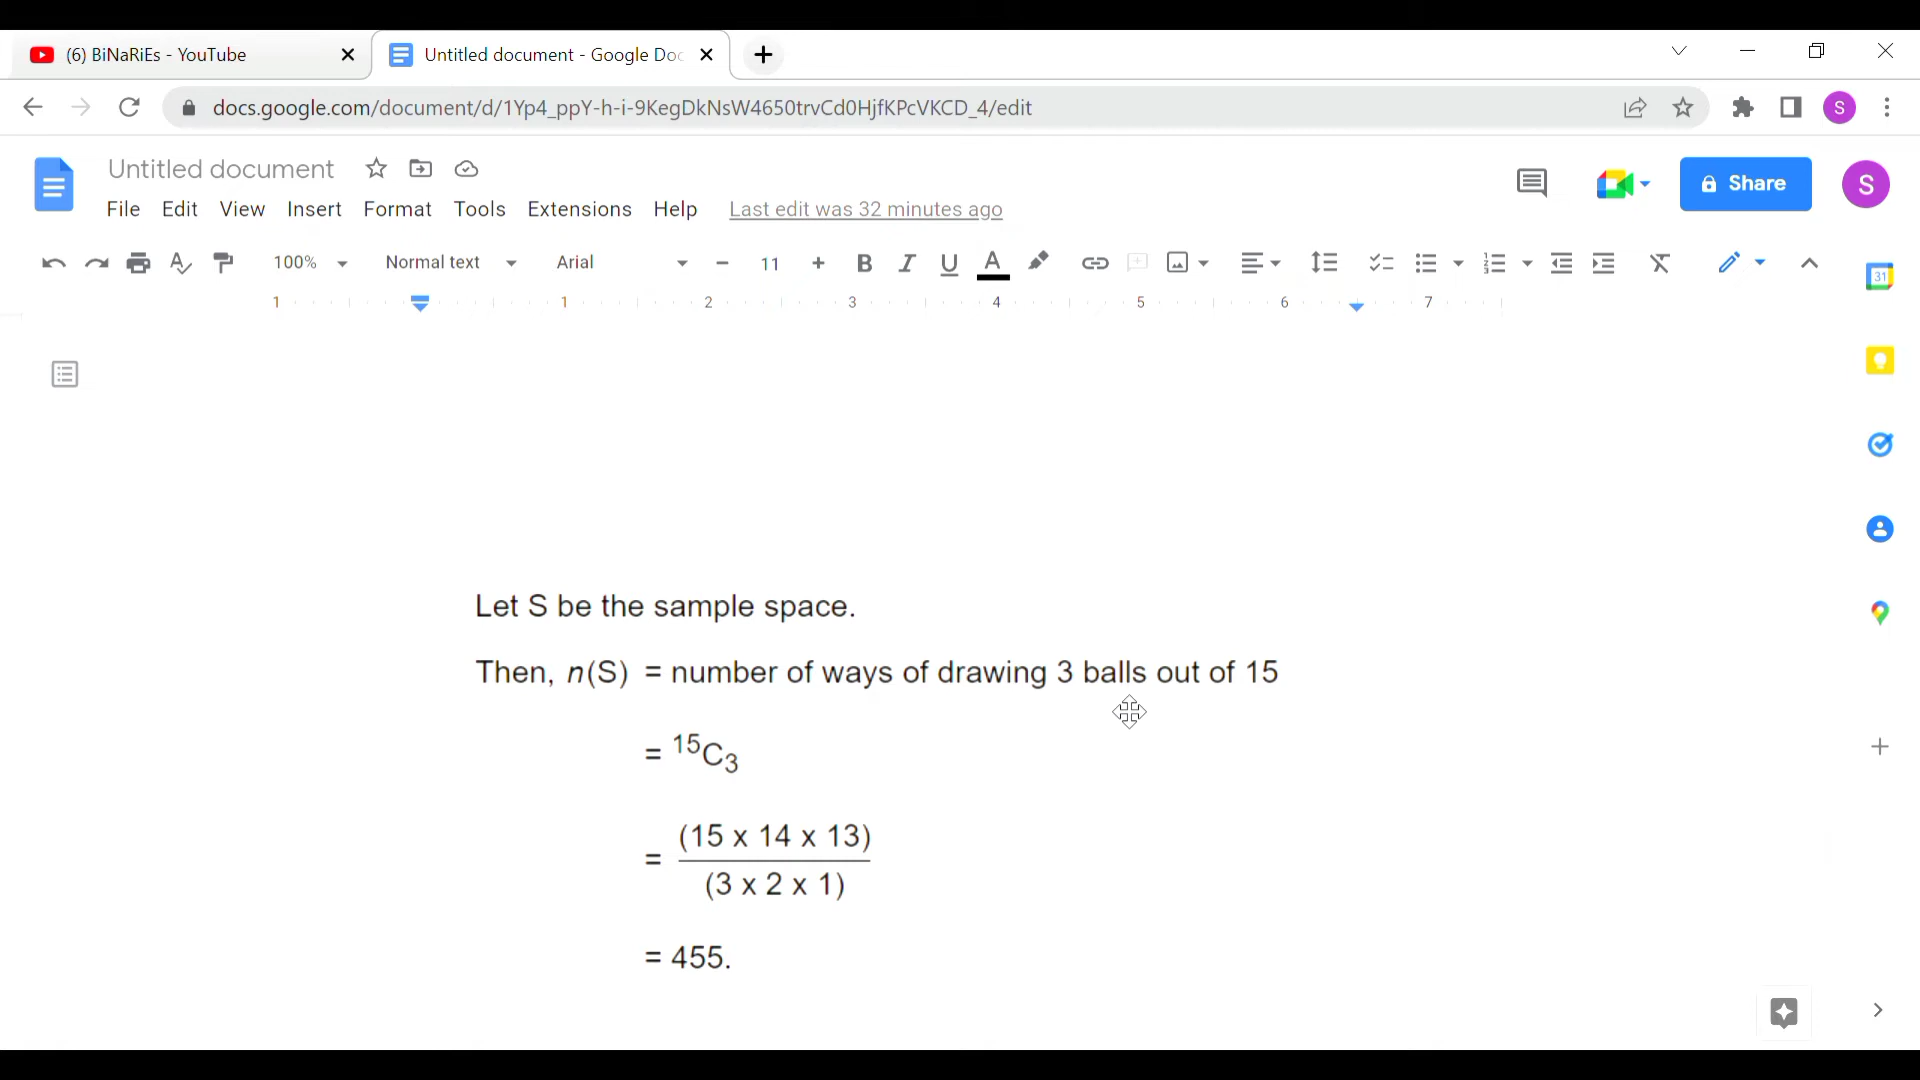 (6) BiNaRiEs - YouTube
Untitled document - Google Doc
docs.google.com/document/d/1Yp4_ppY-h-i-9KegDkNsW4650trvCd0HjfKPcVKCD_4/edit
S
Untitled document
Share
S
File Edit View Insert Format Tools Extensions Help Last edit was 32 minutes ago
100% Normal text Arial - 11 + B I U A
31
1 1 2 3 4 5 6 7
Let S be the sample space.
Then, n(S) = number of ways of drawing 3 balls out of 15
= ¹⁵C₃
= (15 x 14 x 13)
(3 x 2 x 1)
= 455.